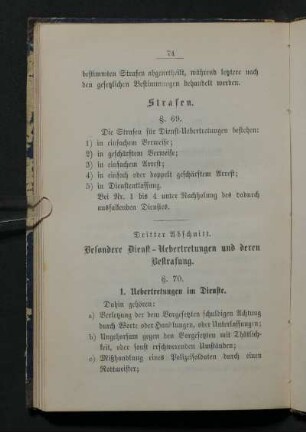 74
bestimmten Strafen abgeurtheilt, während letztere nach
den gesetzlichen Bestimmungen behandelt werden.
Strafen.
§. 69.
Die Strafen für Dienst-Uebertretungen bestehen:
1) in einfachem Verweise;
2) in geschärftem Verweise;
3) in einfachem Arrest;
4) in einfach oder doppelt geschärftem Arrest;
5) in Dienstentlassung.
Bei Nr. 1 bis 4 unter Nachholung des dadurch
ausfallenden Dienstes.
Dritter Abschnitt.
Besondere Dienst-Uebertretungen und deren
Bestrafung.
§. 70.
I. Uebertretungen im Dienste.
Dahin gehören:
a) Verletzung der dem Vorgesetzten schuldigen Achtung
durch Worte oder Handlungen, oder Unterlassungen;
b) Ungehorsam gegen den Vorgesetzten mit Thätlich-
keit, oder sonst erschwerenden Umständen;
c) Mißhandlung eines Polizeisoldaten durch einen
Rottmeister;